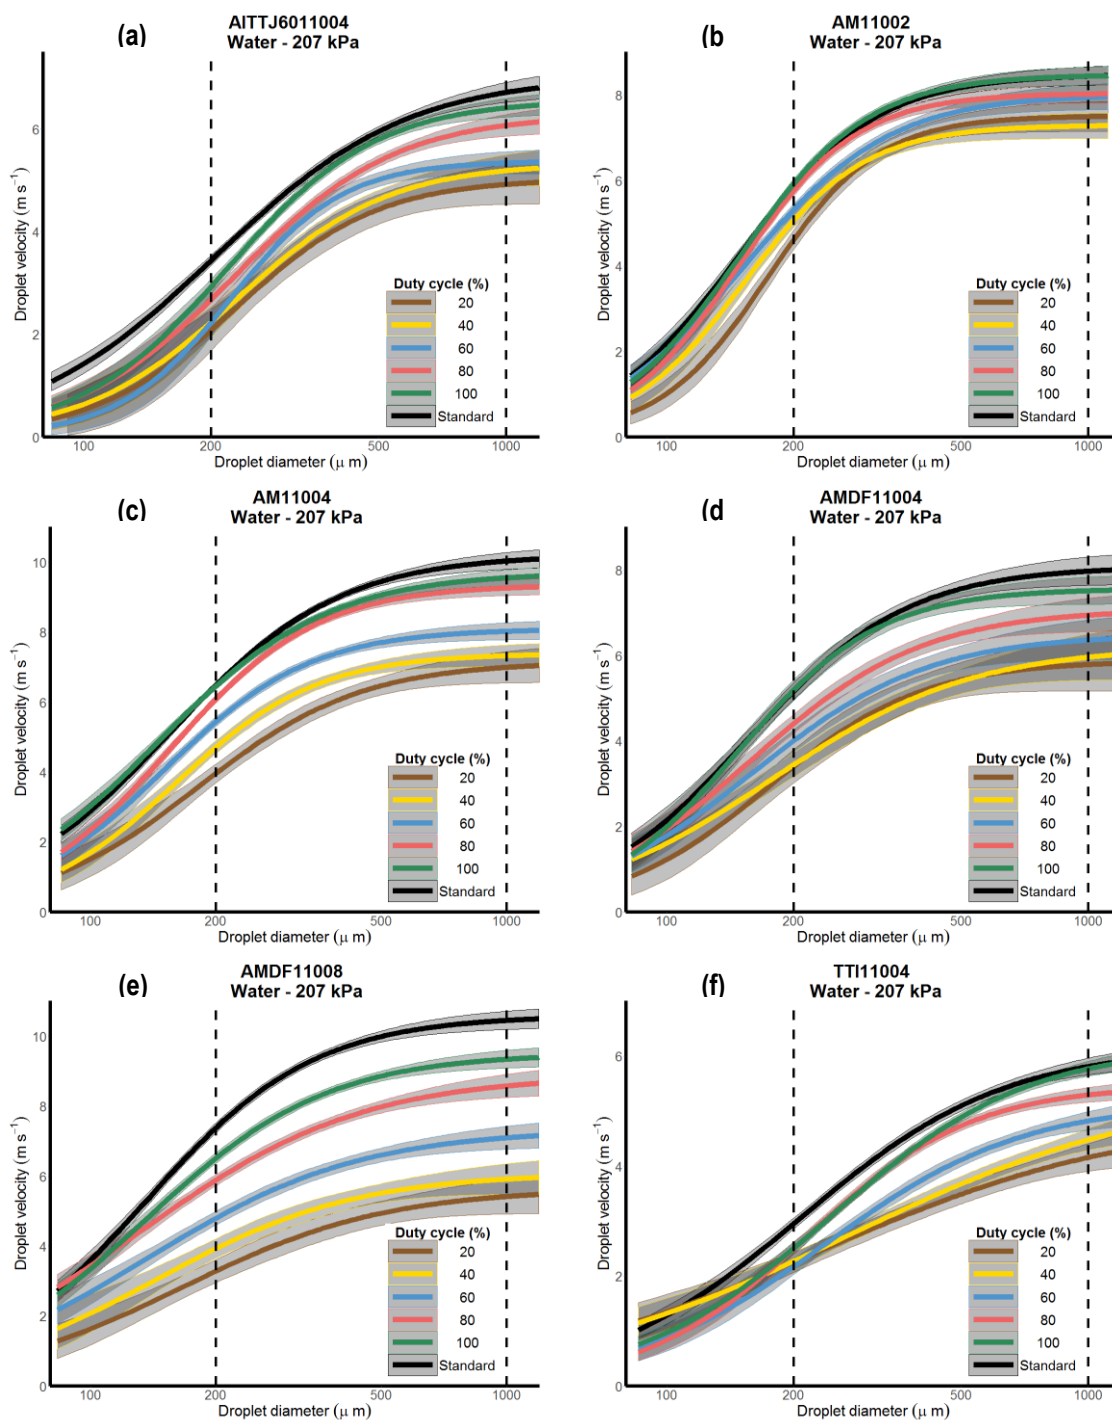 (a)
AITTJ6011004
Water - 207 kPa
Droplet velocity (m s⁻¹)
6
4
2
0
Duty cycle (%)
20
40
60
80
100
Standard
100
200
500
1000
Droplet diameter (μ m)
(b)
AM11002
Water - 207 kPa
Droplet velocity (m s⁻¹)
8
6
4
2
0
Duty cycle (%)
20
40
60
80
100
Standard
100
200
500
1000
Droplet diameter (μ m)
(c)
AM11004
Water - 207 kPa
Droplet velocity (m s⁻¹)
10
8
6
4
2
0
Duty cycle (%)
20
40
60
80
100
Standard
100
200
500
1000
Droplet diameter (μ m)
(d)
AMDF11004
Water - 207 kPa
Droplet velocity (m s⁻¹)
8
6
4
2
0
Duty cycle (%)
20
40
60
80
100
Standard
100
200
500
1000
Droplet diameter (μ m)
(e)
AMDF11008
Water - 207 kPa
Droplet velocity (m s⁻¹)
10
8
6
4
2
0
Duty cycle (%)
20
40
60
80
100
Standard
100
200
500
1000
Droplet diameter (μ m)
(f)
TTI11004
Water - 207 kPa
Droplet velocity (m s⁻¹)
6
4
2
0
Duty cycle (%)
20
40
60
80
100
Standard
100
200
500
1000
Droplet diameter (μ m)